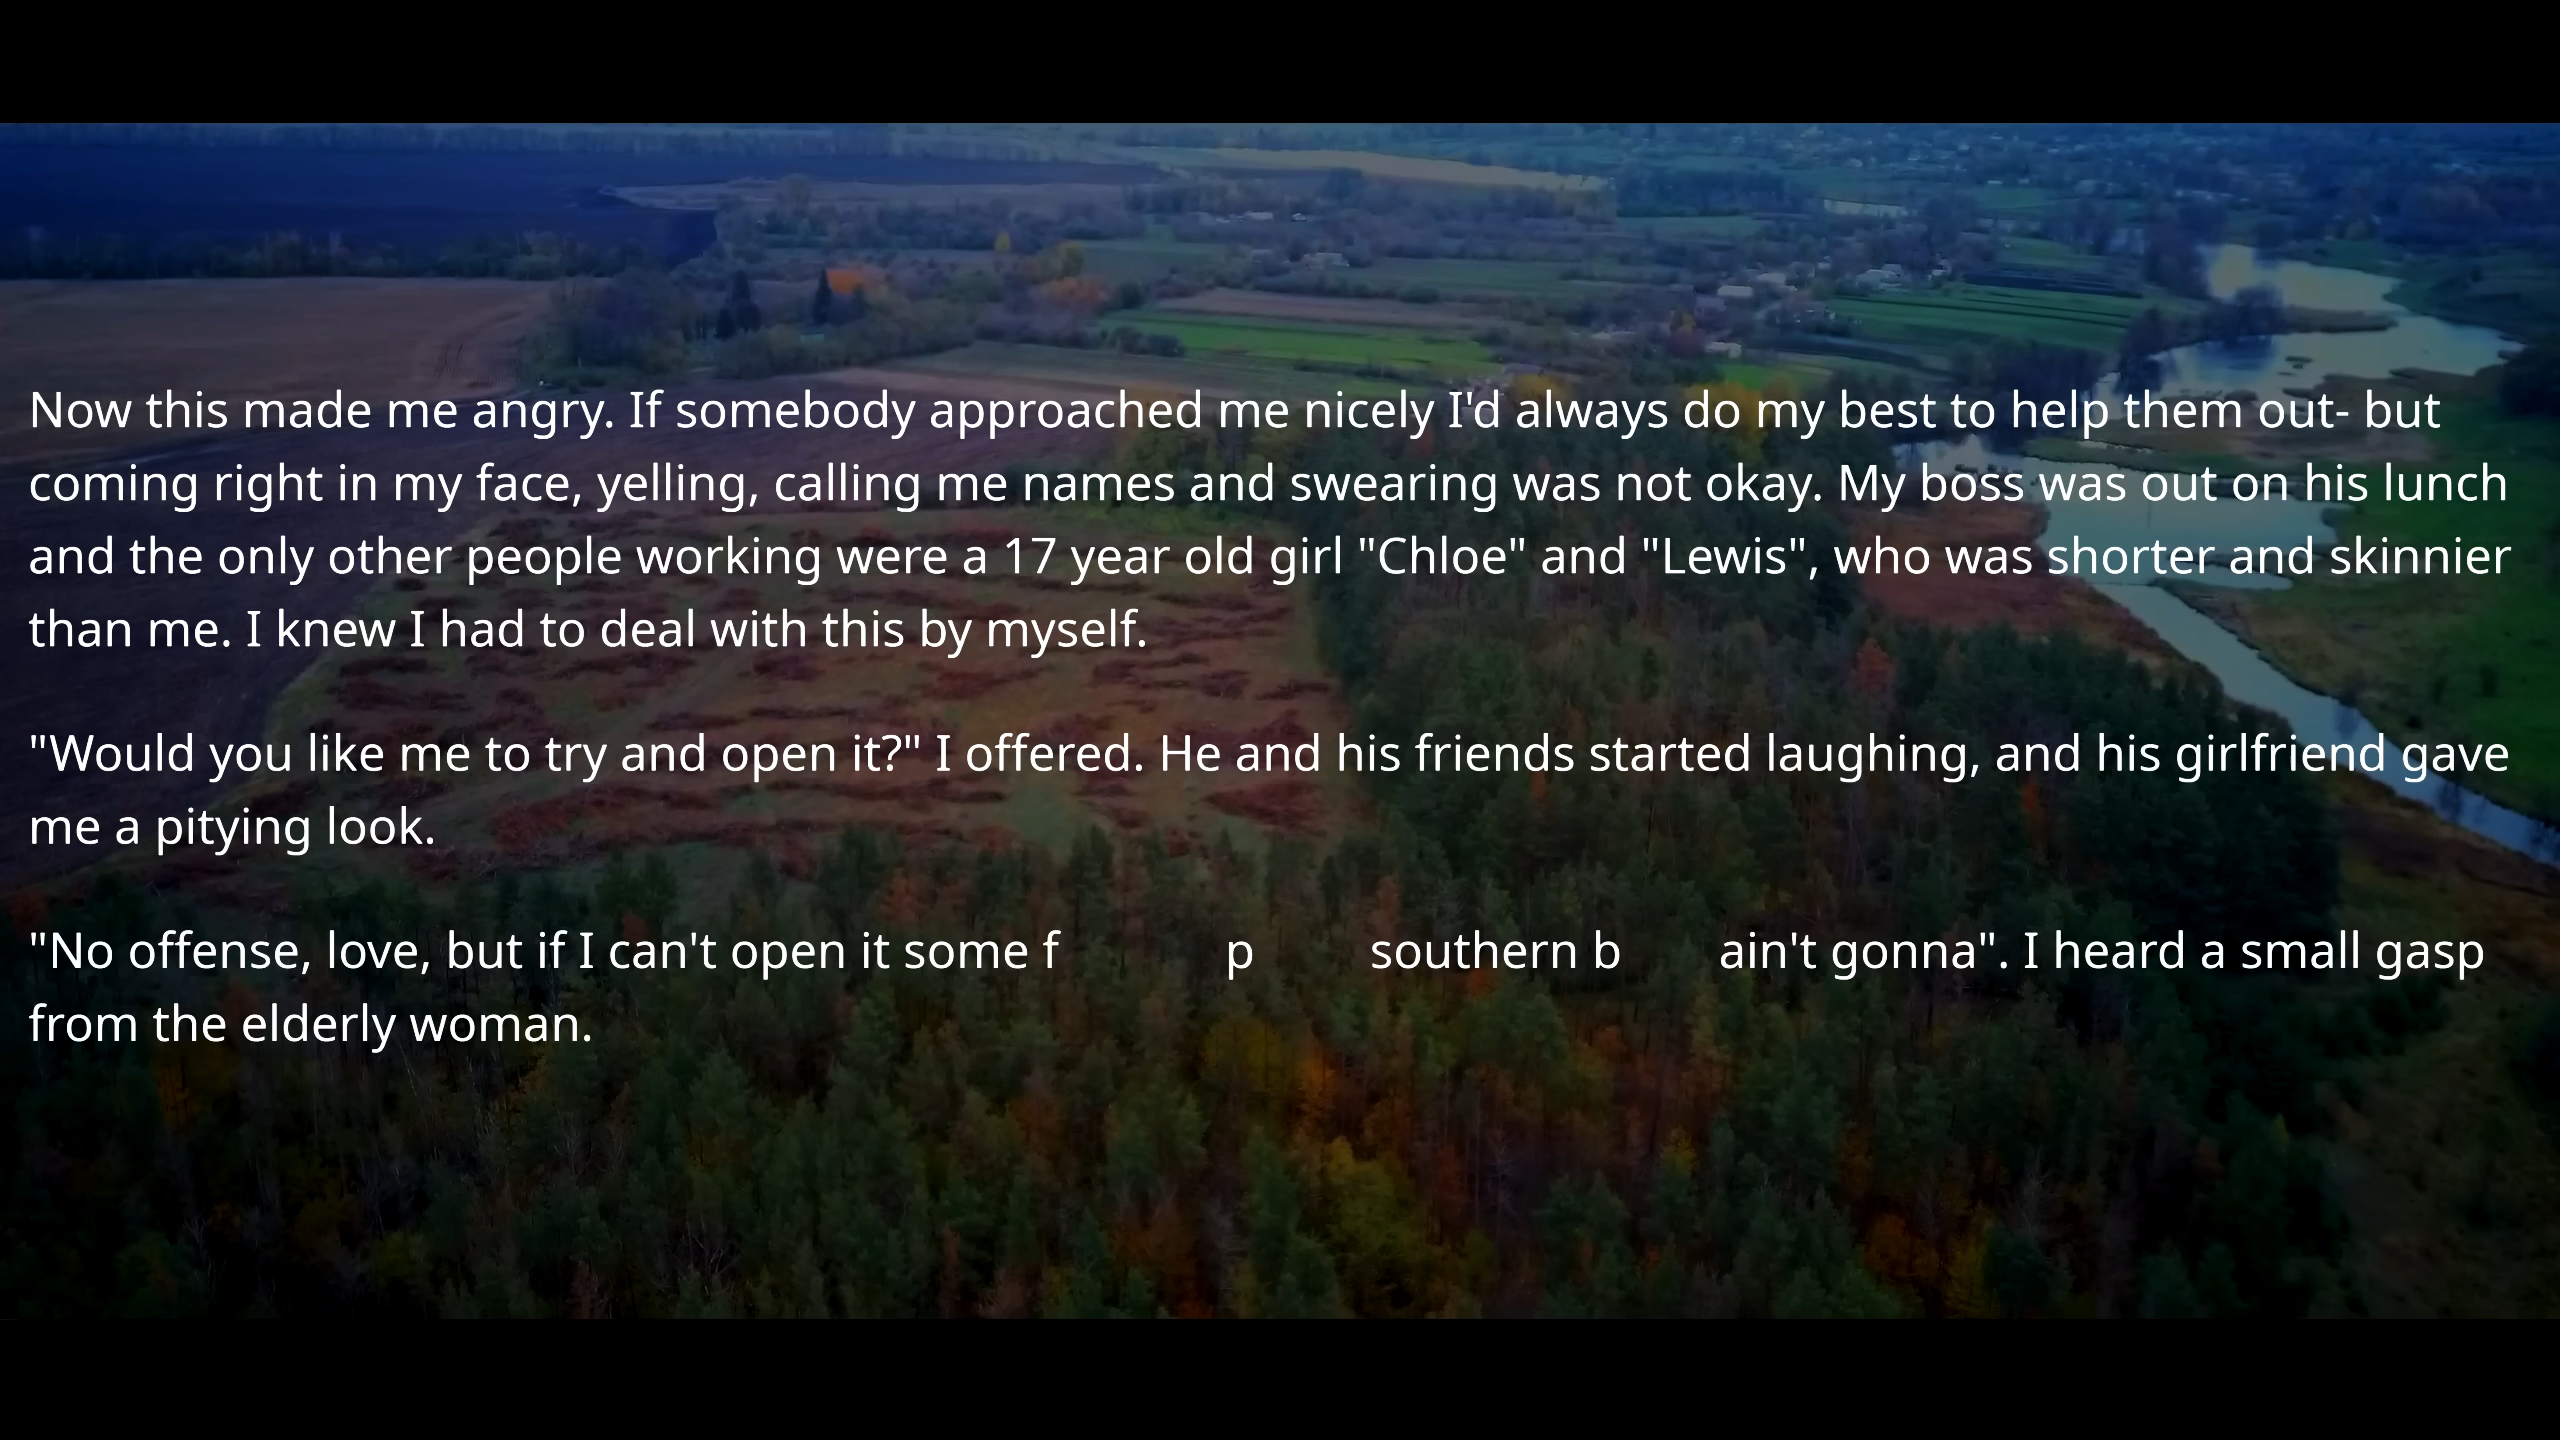 Now this made me angry. If somebody approached me nicely I'd always do my best to help them out- but
coming right in my face, yelling, calling me names and swearing was not okay. My boss was out on his lunch
and the only other people working were a 17 year old girl "Chloe" and "Lewis", who was shorter and skinnier
than me. I knew I had to deal with this by myself.
"Would you like me to try and open it?" I offered. He and his friends started laughing, and his girlfriend gave
me a pitying look.
"No offense, love, but if I can't open it some f p southern b ain't gonna". I heard a small gasp
from the elderly woman.